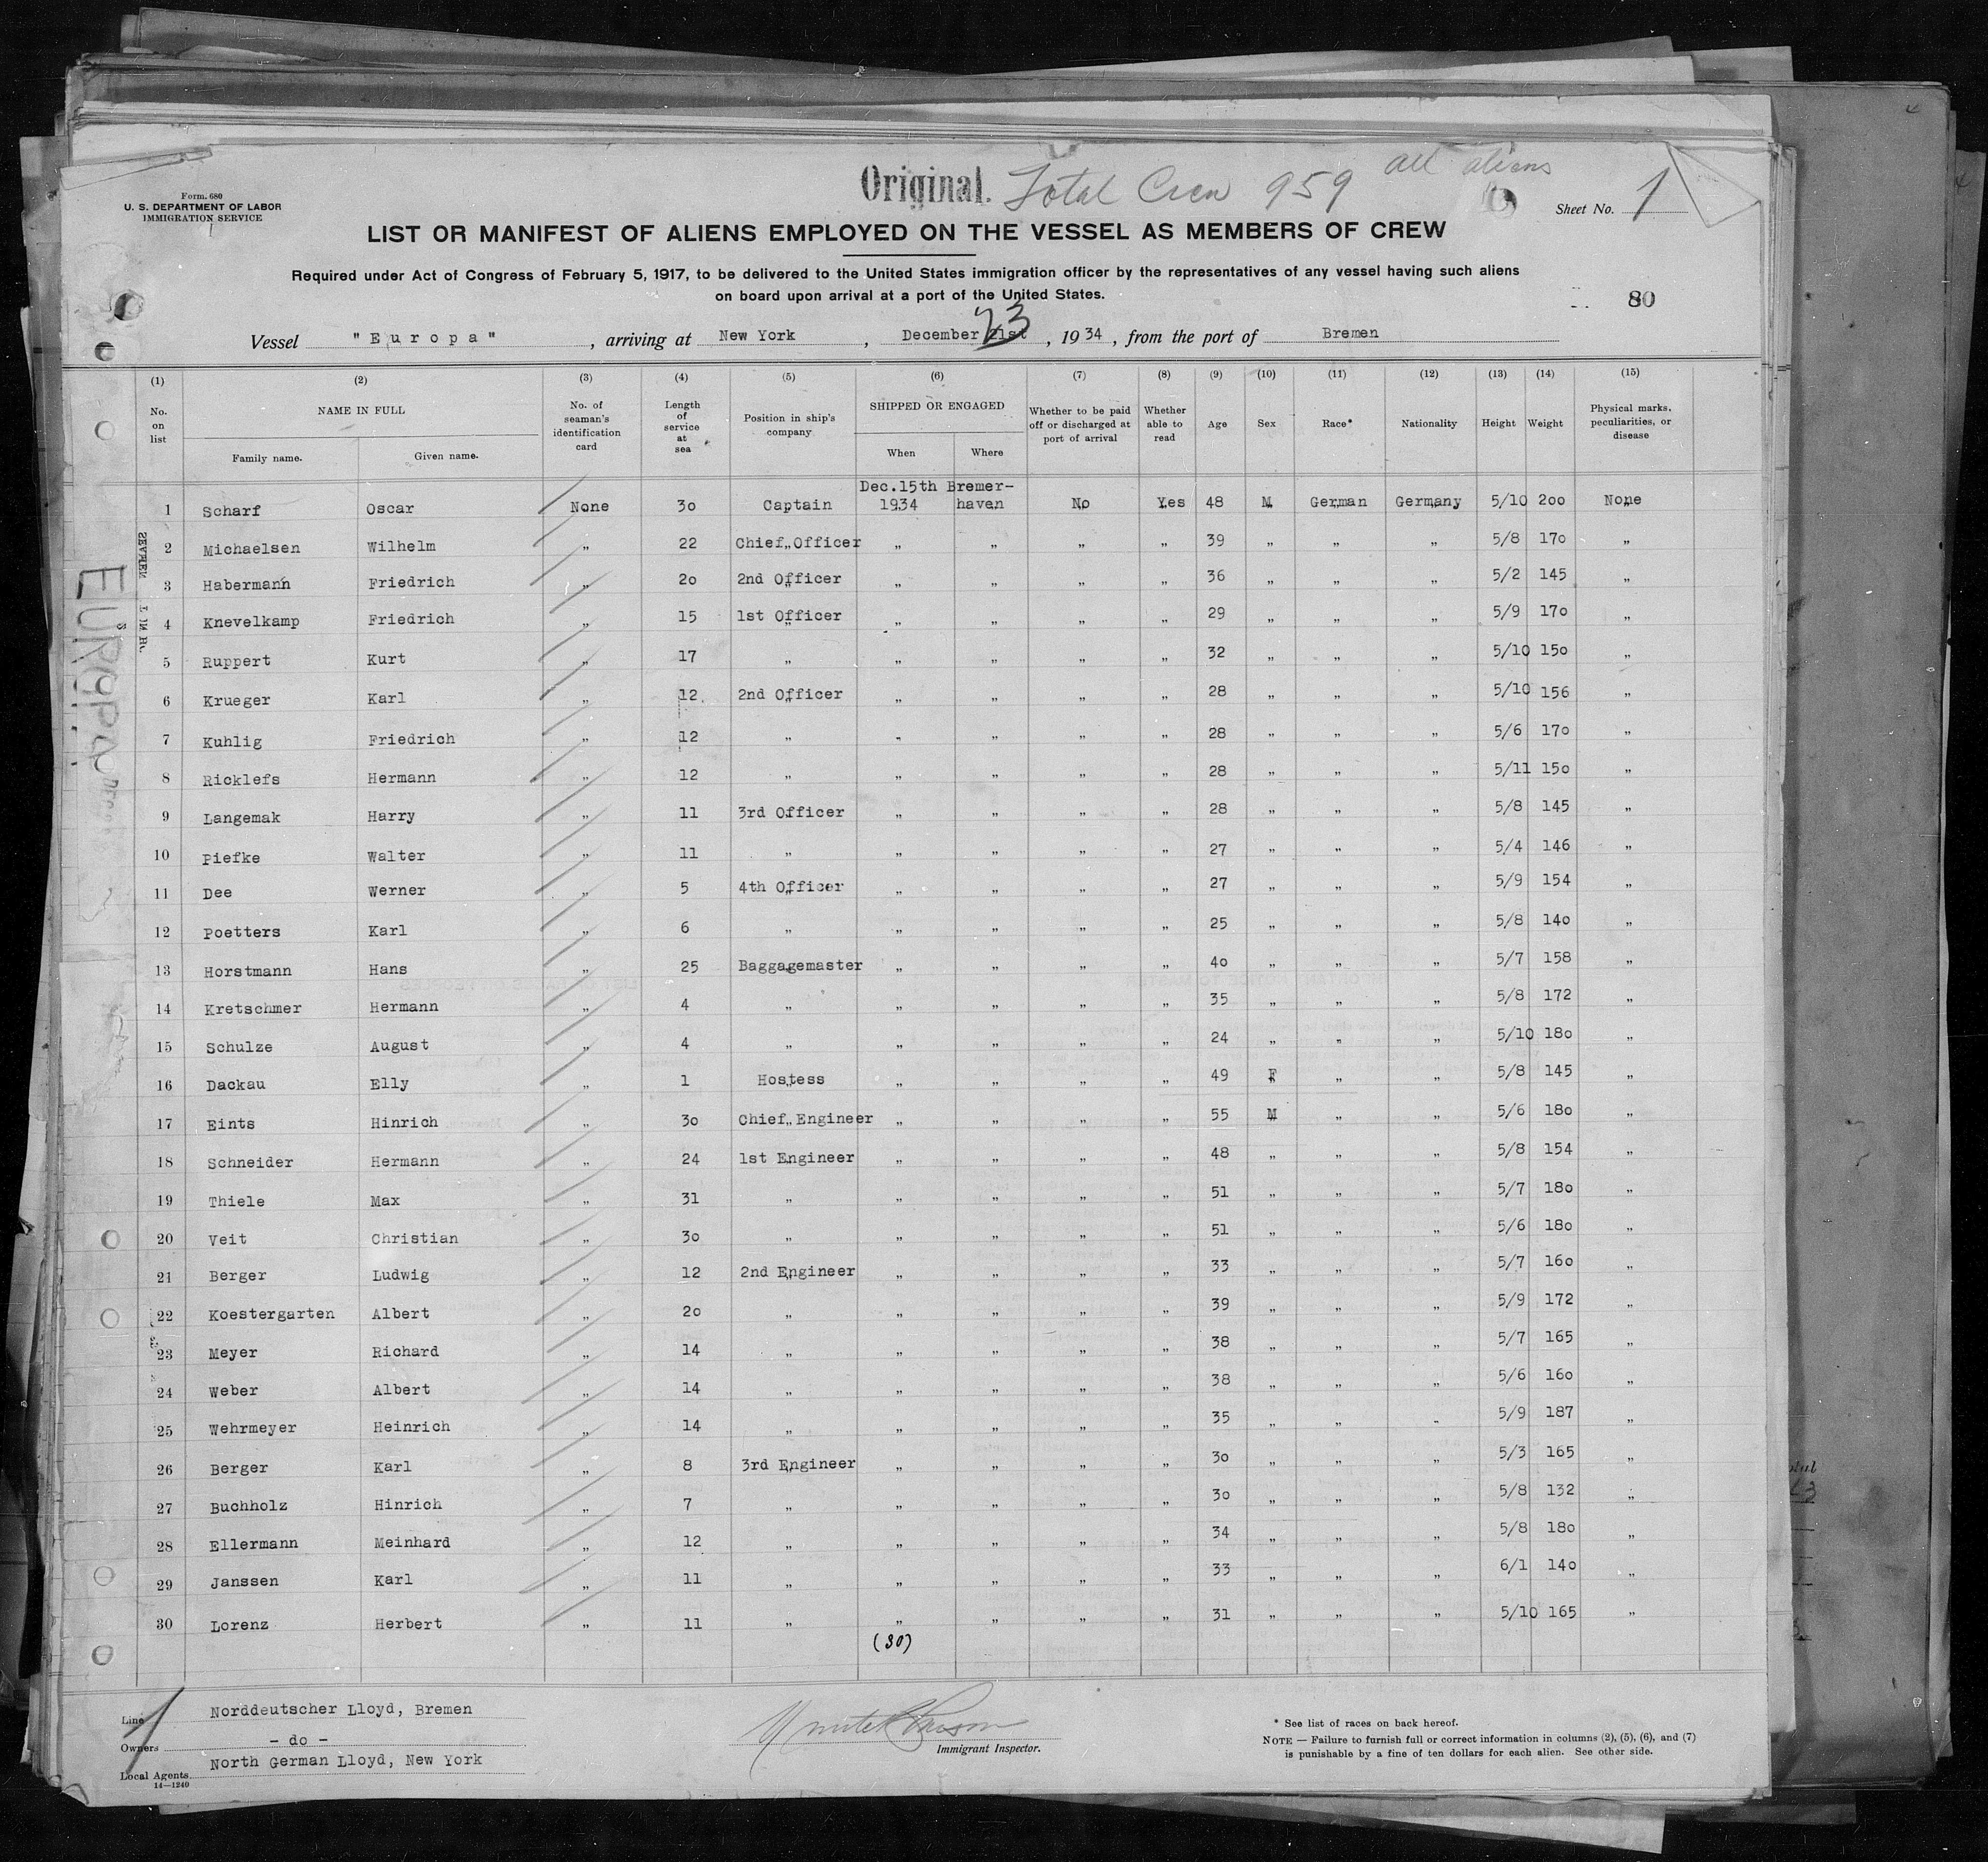 Original. Total Crew 959 all aliens
Form. 680
U. S. DEPARTMENT OF LABOR
IMMIGRATION SERVICE
Sheet No. 1
LIST OR MANIFEST OF ALIENS EMPLOYED ON THE VESSEL AS MEMBERS OF CREW
Required under Act of Congress of February 5, 1917, to be delivered to the United States immigration officer by the representatives of any vessel having such aliens
on board upon arrival at a port of the United States.
80
Vessel "Europa", arriving at New York, December 21st 23, 1934, from the port of Bremen
(1) (2) (3) (4) (5) (6) (7) (8) (9) (10) (11) (12) (13) (14) (15)
No. on list NAME IN FULL Family name. Given name. No. of seaman's identification card Length of service at sea Position in ship's company SHIPPED OR ENGAGED When Where Whether to be paid off or discharged at port of arrival Whether able to read Age Sex Race* Nationality Height Weight Physical marks, peculiarities, or disease
1 Scharf Oscar None 30 Captain Dec.15th 1934 Bremerhaven No Yes 48 M German Germany 5/10 200 None
2 Michaelsen Wilhelm " 22 Chief Officer " " " " 39 " " " 5/8 170 "
3 Habermann Friedrich " 20 2nd Officer " " " " 36 " " " 5/2 145 "
4 Knevelkamp Friedrich " 15 1st Officer " " " " 29 " " " 5/9 170 "
5 Ruppert Kurt " 17 " " " " " 32 " " " 5/10 150 "
6 Krueger Karl " 12 2nd Officer " " " " 28 " " " 5/10 156 "
7 Kuhlig Friedrich " 12 " " " " " 28 " " " 5/6 170 "
8 Ricklefs Hermann " 12 " " " " " 28 " " " 5/11 150 "
9 Langemak Harry " 11 3rd Officer " " " " 28 " " " 5/8 145 "
10 Piefke Walter " 11 " " " " " 27 " " " 5/4 146 "
11 Dee Werner " 5 4th Officer " " " " 27 " " " 5/9 154 "
12 Poetters Karl " 6 " " " " " 25 " " " 5/8 140 "
13 Horstmann Hans " 25 Baggagemaster " " " " 40 " " " 5/7 158 "
14 Kretschmer Hermann " 4 " " " " " 35 " " " 5/8 172 "
15 Schulze August " 4 " " " " " 24 " " " 5/10 180 "
16 Dackau Elly " 1 Hostess " " " " 49 F " " 5/8 145 "
17 Eints Hinrich " 30 Chief Engineer " " " " 55 M " " 5/6 180 "
18 Schneider Hermann " 24 1st Engineer " " " " 48 " " " 5/8 154 "
19 Thiele Max " 31 " " " " " 51 " " " 5/7 180 "
20 Veit Christian " 30 " " " " " 51 " " " 5/6 180 "
21 Berger Ludwig " 12 2nd Engineer " " " " 33 " " " 5/7 160 "
22 Koestergarten Albert " 20 " " " " " 39 " " " 5/9 172 "
23 Meyer Richard " 14 " " " " " 38 " " " 5/7 165 "
24 Weber Albert " 14 " " " " " 38 " " " 5/6 160 "
25 Wehrmeyer Heinrich " 14 " " " " " 35 " " " 5/9 187 "
26 Berger Karl " 8 3rd Engineer " " " " 30 " " " 5/3 165 "
27 Buchholz Hinrich " 7 " " " " " 30 " " " 5/8 132 "
28 Ellermann Meinhard " 12 " " " " " 34 " " " 5/8 180 "
29 Janssen Karl " 11 " " " " " 33 " " " 6/1 140 "
30 Lorenz Herbert " 11 " " " " " 31 " " " 5/10 165 "
(30)
EUROPA
Line Norddeutscher Lloyd, Bremen
Owners - do -
Local Agents North German Lloyd, New York
14—1240
Immigrant Inspector.
* See list of races on back hereof.
NOTE — Failure to furnish full or correct information in columns (2), (5), (6), and (7)
is punishable by a fine of ten dollars for each alien. See other side.